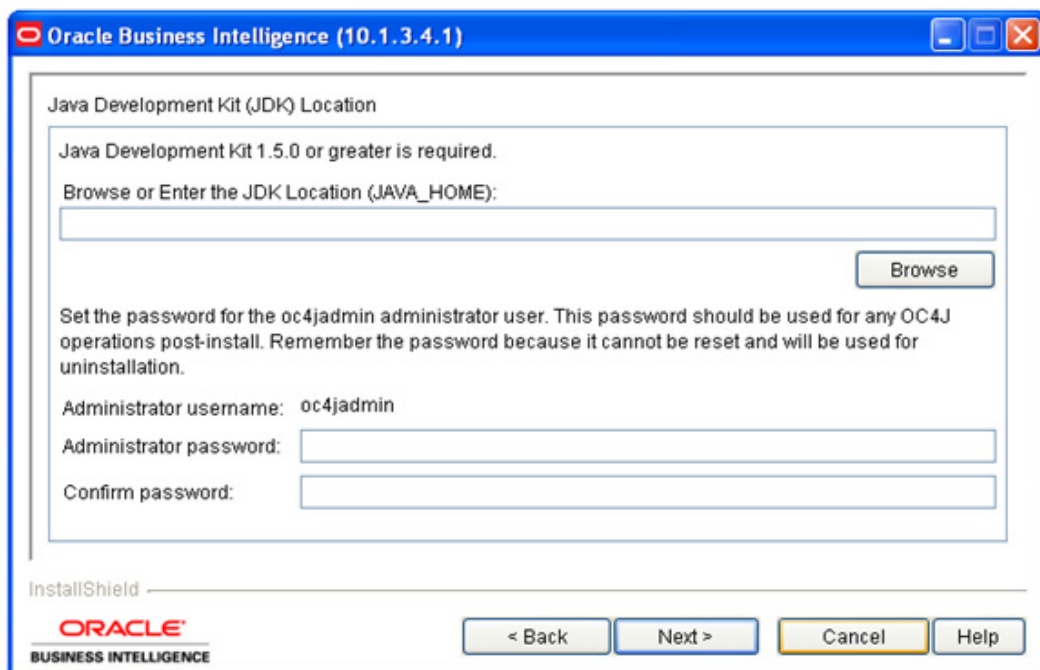 Oracle Business Intelligence (10.1.3.4.1)
Java Development Kit (JDK) Location
Java Development Kit 1.5.0 or greater is required.
Browse or Enter the JDK Location (JAVA_HOME):
Browse
Set the password for the oc4jadmin administrator user. This password should be used for any OC4J
operations post-install. Remember the password because it cannot be reset and will be used for
uninstallation.
Administrator username: oc4jadmin
Administrator password:
Confirm password:
InstallShield
ORACLE
BUSINESS INTELLIGENCE
< Back
Next >
Cancel
Help